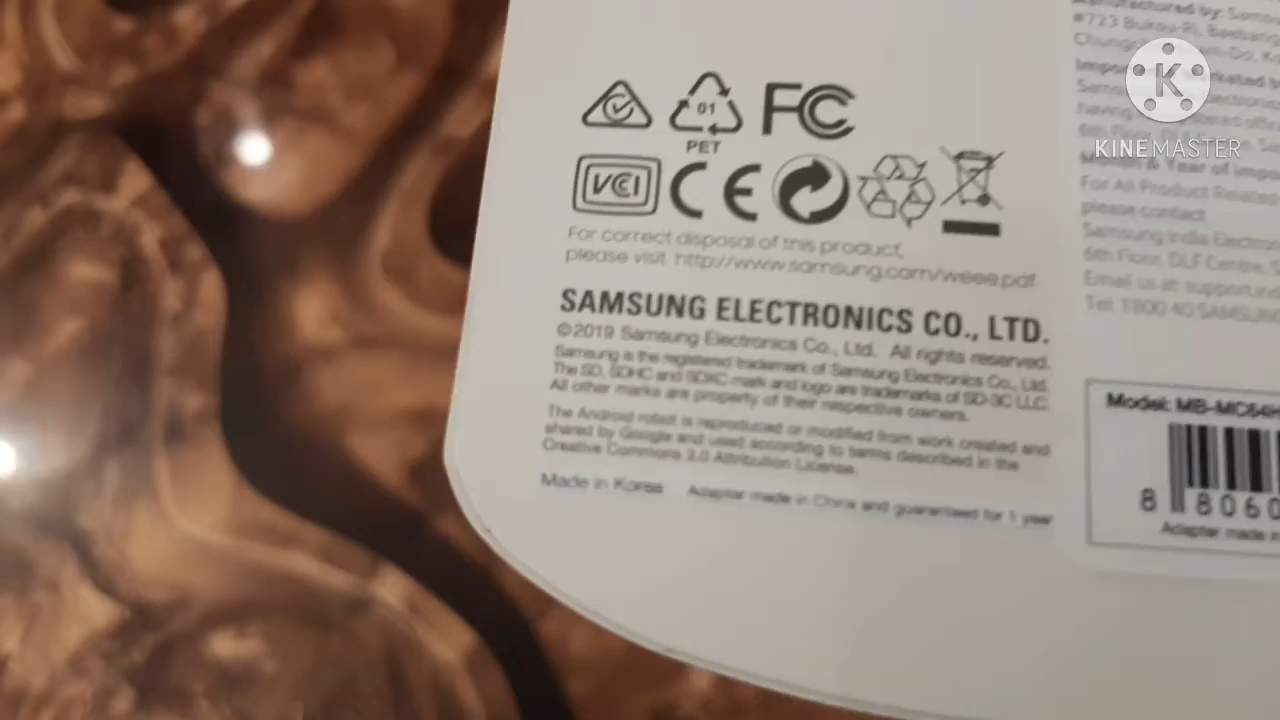 01
PET
FC
VCI
CE
For correct disposal of this product,
please visit http://www.samsung.com/weee.pdf
SAMSUNG ELECTRONICS CO., LTD.
©2019 Samsung Electronics Co., Ltd. All rights reserved.
Samsung is the registered trademark of Samsung Electronics Co., Ltd.
The SD, SDHC and SDXC mark and logo are trademarks of SD-3C LLC.
All other marks are property of their respective owners.
The Android robot is reproduced or modified from work created and
shared by Google and used according to terms described in the
Creative Commons 3.0 Attribution License.
Made in Korea Adapter made in China and guaranteed for 1 year
Manufactured by:
#723
K
KINEMASTER
6th Floor, DLF
For All Product Related
please contact
Samsung India
6th Floor, DLF Centre,
Email us at:
Tel: 1800 40 SAMSUNG
Model:
8 8060
Adapter made